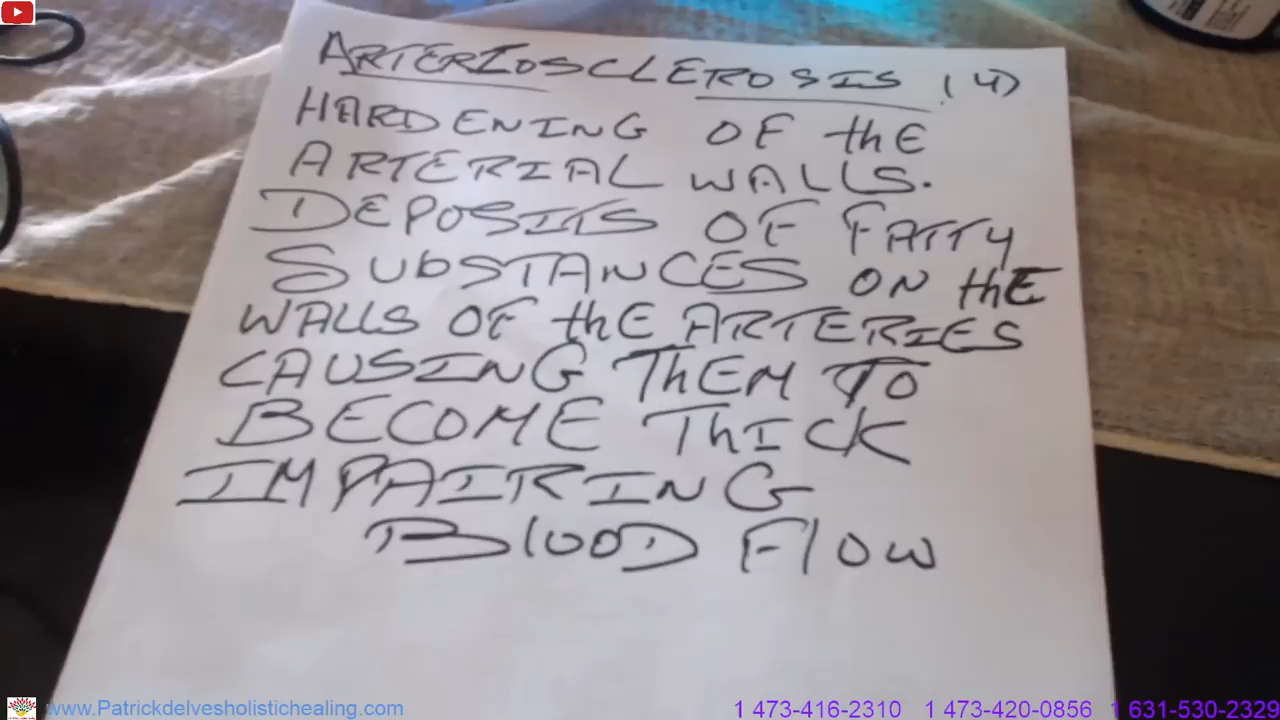 ARTERIOSCLEROSIS (4)
HARDENING OF thE
ARTERIAL WALLS.
DEPOSITS OF FATTY
SUbSTANCES ON thE
WALLS OF thE ARTERIES
CAUSING ThEM TO
BECOME ThICK
IMPAIRING
BlOOD FlOW
www.Patrickdelvesholistichealing.com
1 473-416-2310 1 473-420-0856 1 631-530-2329